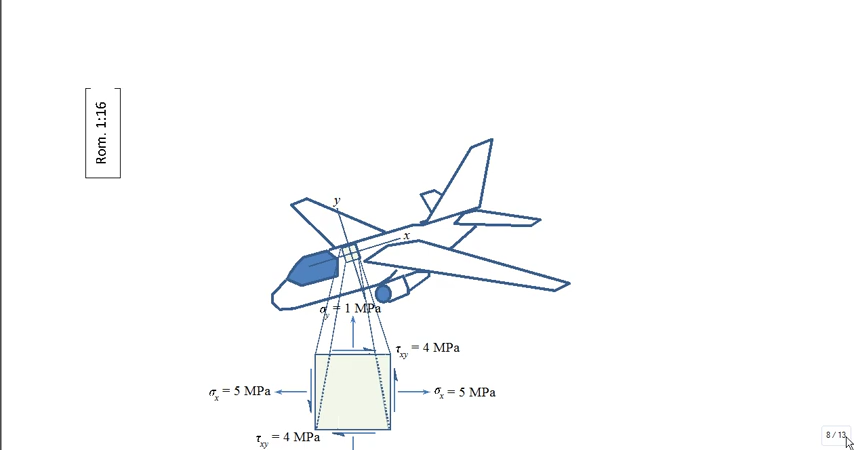 Rom. 1:16
y
x
σy = 1 MPa
τxy = 4 MPa
σx = 5 MPa
σx = 5 MPa
τxy = 4 MPa
8 / 13